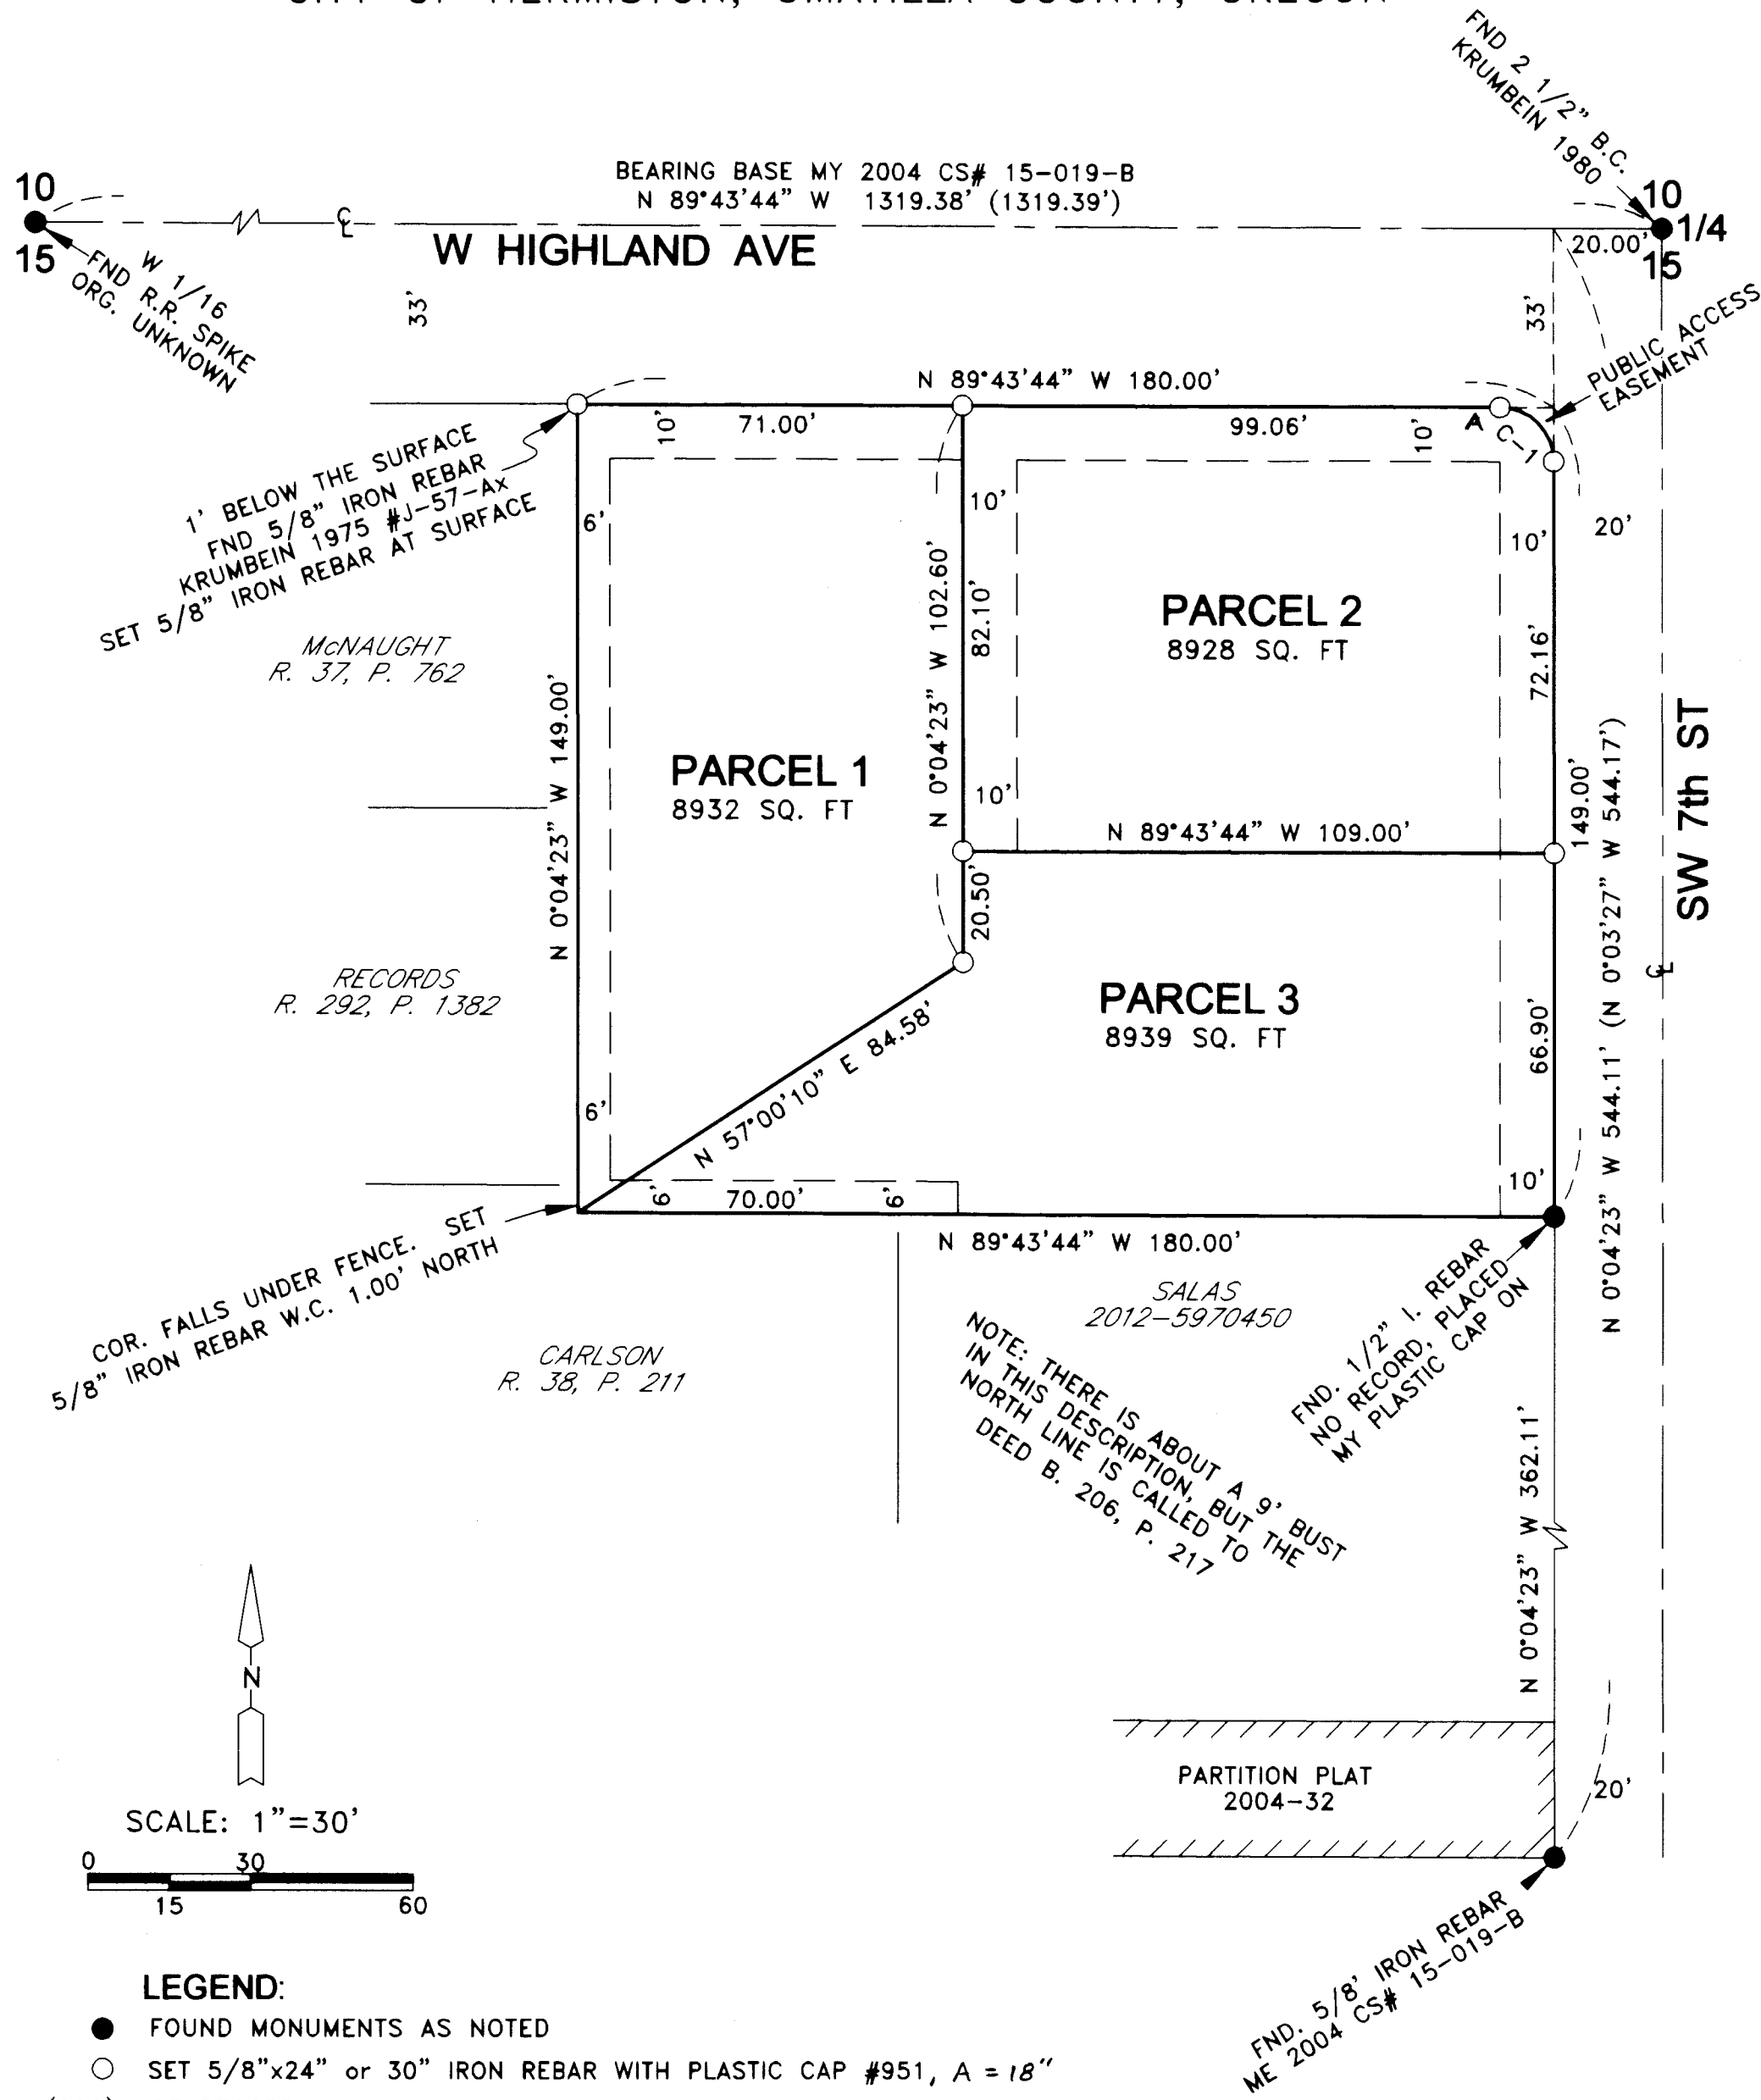 CITY OF HERMISTON, UMATILLA COUNTY, OREGON
FND 2 1/2" B.C.
KRUMBEIN 1980
BEARING BASE MY 2004 CS# 15-019-B
N 89°43'44" W 1319.38' (1319.39')
10
15
10
1/4
15
20.00'
W HIGHLAND AVE
W 1/16
FND R.R. SPIKE
ORG. UNKNOWN
33'
33'
PUBLIC ACCESS
EASEMENT
N 89°43'44" W 180.00'
10'
71.00'
99.06'
10'
A
C-1
1' BELOW THE SURFACE
FND 5/8" IRON REBAR
KRUMBEIN 1975 #J-57-Ax
SET 5/8" IRON REBAR AT SURFACE
6'
10'
10'
20'
McNAUGHT
R. 37, P. 762
N 0°04'23" W 149.00'
N 0°04'23" W 102.60'
82.10'
PARCEL 2
8928 SQ. FT
72.16'
PARCEL 1
8932 SQ. FT
10'
N 89°43'44" W 109.00'
149.00'
SW 7th ST
20.50'
RECORDS
R. 292, P. 1382
PARCEL 3
8939 SQ. FT
66.90'
N 0°04'23" W 544.11' (N 0°03'27" W 544.17')
N 57°00'10" E 84.58'
6'
6'
70.00'
6'
10'
N 89°43'44" W 180.00'
COR. FALLS UNDER FENCE. SET
5/8" IRON REBAR W.C. 1.00' NORTH
SALAS
2012-5970450
CARLSON
R. 38, P. 211
NOTE: THERE IS ABOUT A 9' BUST
IN THIS DESCRIPTION, BUT THE
NORTH LINE IS CALLED TO
DEED B. 206, P. 217
FND. 1/2" I. REBAR
NO RECORD, PLACED
MY PLASTIC CAP ON
N 0°04'23" W 362.11'
N
PARTITION PLAT
2004-32
20'
SCALE: 1"=30'
0
30
15
60
FND. 5/8' IRON REBAR
ME 2004 CS# 15-019-B
LEGEND:
FOUND MONUMENTS AS NOTED
SET 5/8"x24" or 30" IRON REBAR WITH PLASTIC CAP #951, A = 18"